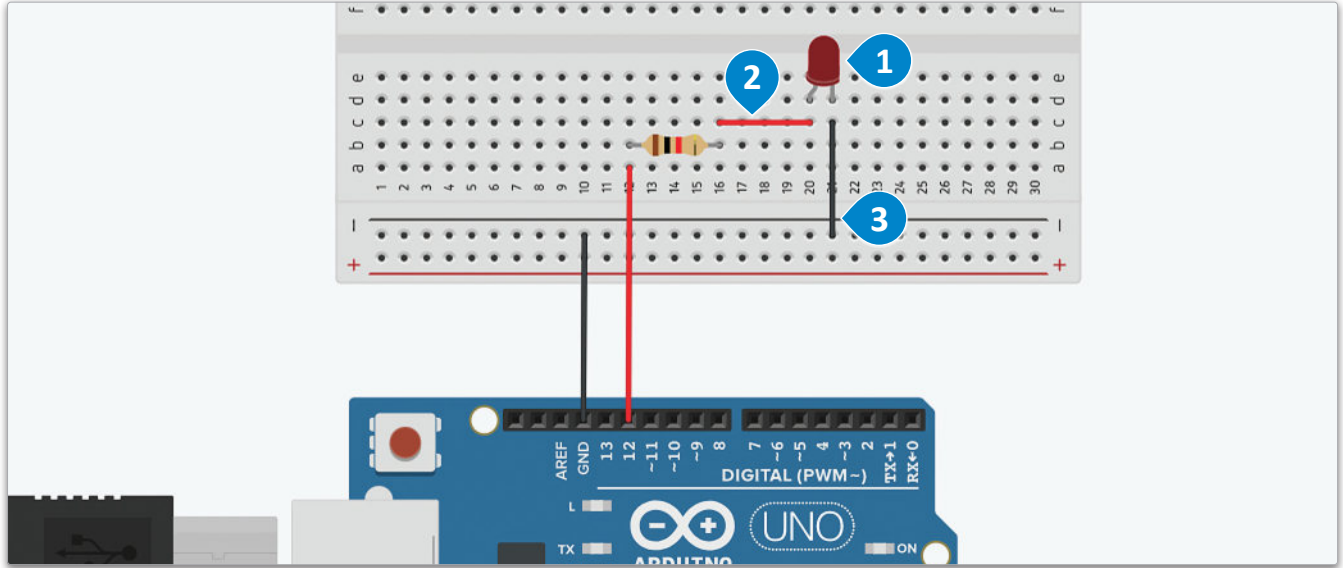 f f
1
2
e e
d d
c c
b b
a a
1 2 3 4 5 6 7 8 9 10 11 12 13 14 15 16 17 18 19 20 21 22 23 24 25 26 27 28 29 30
3
− −
+ +
AREF GND 13 12 ~11 ~10 ~9 8 7 ~6 ~5 4 ~3 2 TX→1 RX←0
DIGITAL (PWM~)
L
UNO
TX ON
ARDUINO